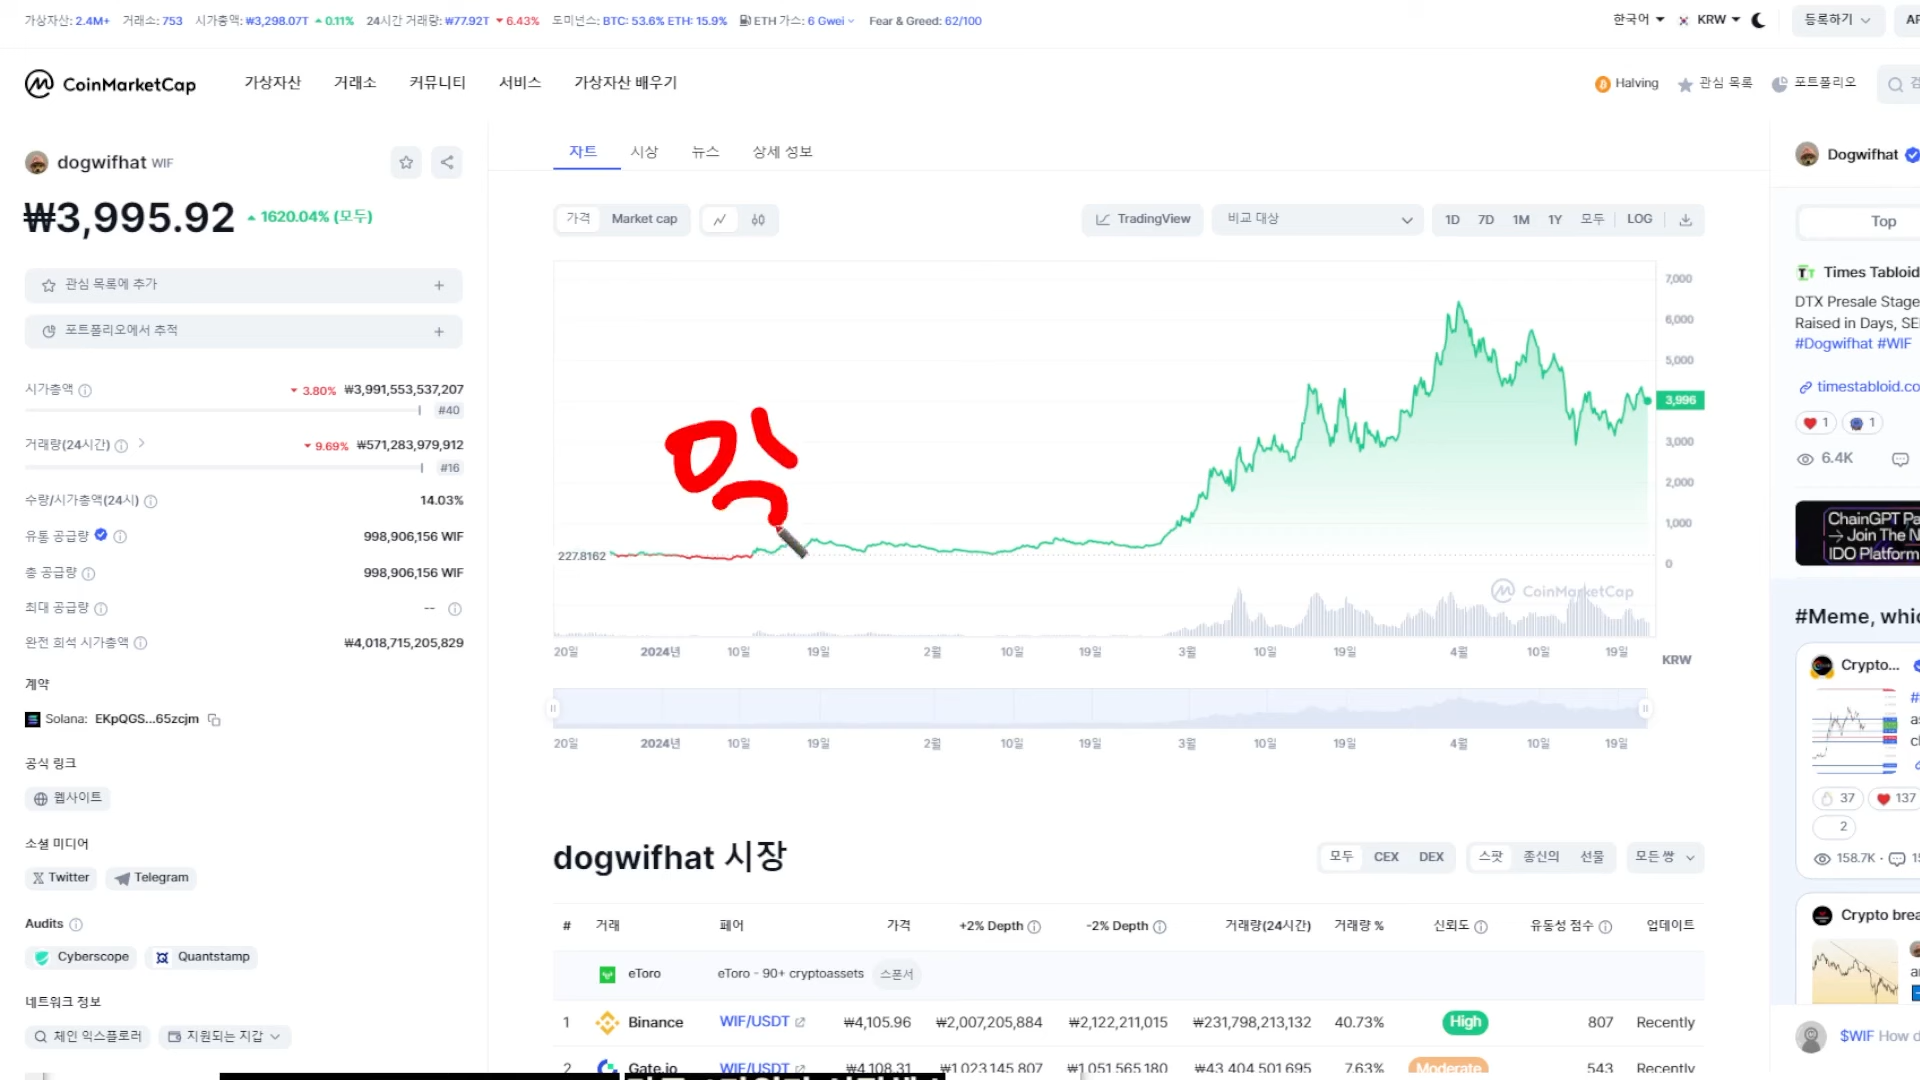 가상자산: 2.4M+ 거래소: 753 시가총액: ₩3,298.07T 0.11% 24시간 거래량: ₩77.92T 6.43% 도미넌스: BTC: 53.6% ETH: 15.9% ETH 가스: 6 Gwei Fear & Greed: 62/100 한국어 KRW 등록하기
CoinMarketCap 가상자산 거래소 커뮤니티 서비스 가상자산 배우기 Halving 관심 목록 포트폴리오
dogwifhat WIF
₩3,995.92 1620.04% (모두)
관심 목록에 추가 +
포트폴리오에서 추적 +
시가총액 3.80% ₩3,991,553,537,207
#40
거래량(24시간) 9.69% ₩571,283,979,912
#16
수량/시가총액(24시) 14.03%
유통 공급량 998,906,156 WIF
총 공급량 998,906,156 WIF
최대 공급량 --
완전 희석 시가총액 ₩4,018,715,205,829
계약
Solana: EKpQGS...65zcjm
공식 링크
웹사이트
소셜 미디어
Twitter Telegram
Audits
Cyberscope Quantstamp
네트워크 정보
체인 익스플로러 지원되는 지갑
차트 시상 뉴스 상세 정보
가격 Market cap TradingView 비교 대상 1D 7D 1M 1Y 모두 LOG
7,000
6,000
5,000
3,996
3,000
2,000
1,000
0
227.8162
CoinMarketCap
20일 2024년 10일 19일 2월 10일 19일 3월 10일 19일 4월 10일 19일
KRW
20일 2024년 10일 19일 2월 10일 19일 3월 10일 19일 4월 10일 19일
dogwifhat 시장 모두 CEX DEX 스팟 종신의 선물 모든 쌍
# 거래 페어 가격 +2% Depth -2% Depth 거래량(24시간) 거래량 % 신뢰도 유동성 점수 업데이트
eToro eToro - 90+ cryptoassets 스폰서
1 Binance WIF/USDT ₩4,105.96 ₩2,007,205,884 ₩2,122,211,015 ₩231,798,213,132 40.73% High 807 Recently
2 Gate.io WIF/USDT ₩4,108.31 ₩1,023,145,807 ₩1,051,565,180 ₩43,404,501,695 7.63% Moderate 543 Recently
Dogwifhat
Top
Times Tabloid
DTX Presale Stage
Raised in Days,
#Dogwifhat #WIF
timestabloid.co
1 1
6.4K
ChainGPT
→ Join The
IDO Platform
#Meme,
Crypto...
37 137
2
158.7K
Crypto
$WIF How